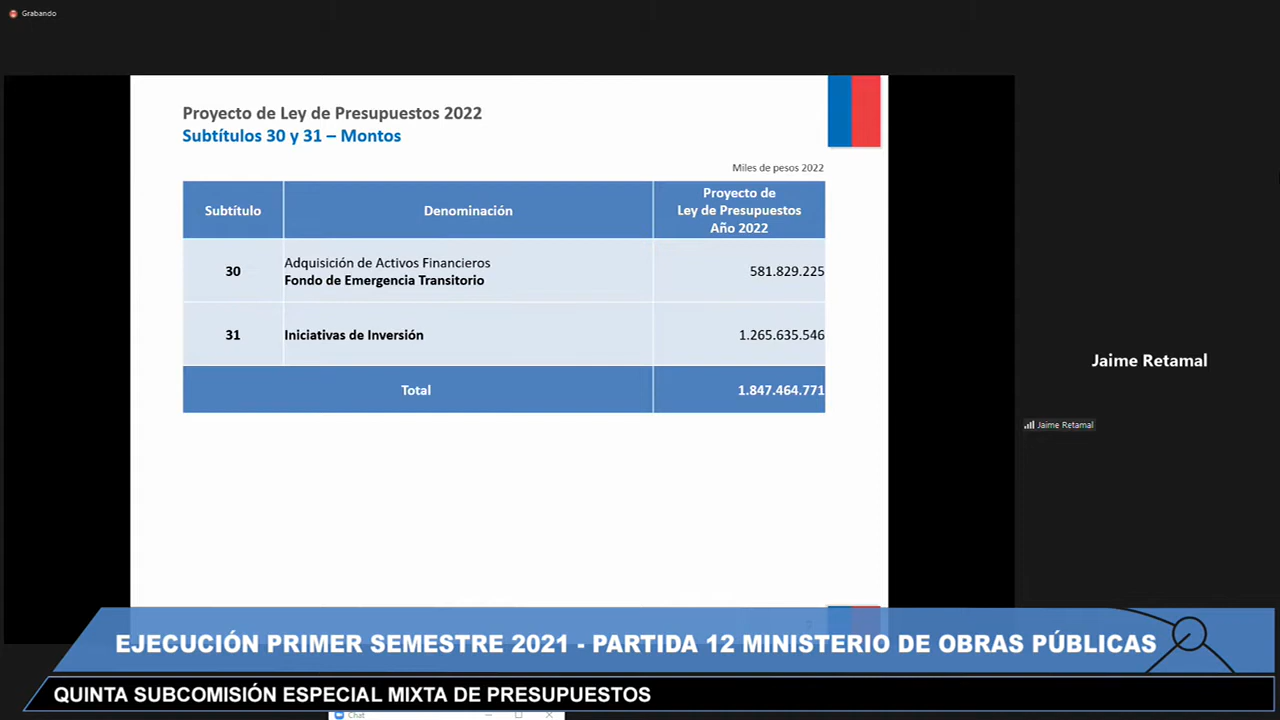 Grabando
Proyecto de Ley de Presupuestos 2022
Subtítulos 30 y 31 – Montos
Miles de pesos 2022
Subtítulo
Denominación
Proyecto de
Ley de Presupuestos
Año 2022
30
Adquisición de Activos Financieros
Fondo de Emergencia Transitorio
581.829.225
31
Iniciativas de Inversión
1.265.635.546
Total
1.847.464.771
Jaime Retamal
Jaime Retamal
EJECUCIÓN PRIMER SEMESTRE 2021 - PARTIDA 12 MINISTERIO DE OBRAS PÚBLICAS
QUINTA SUBCOMISIÓN ESPECIAL MIXTA DE PRESUPUESTOS
Chat